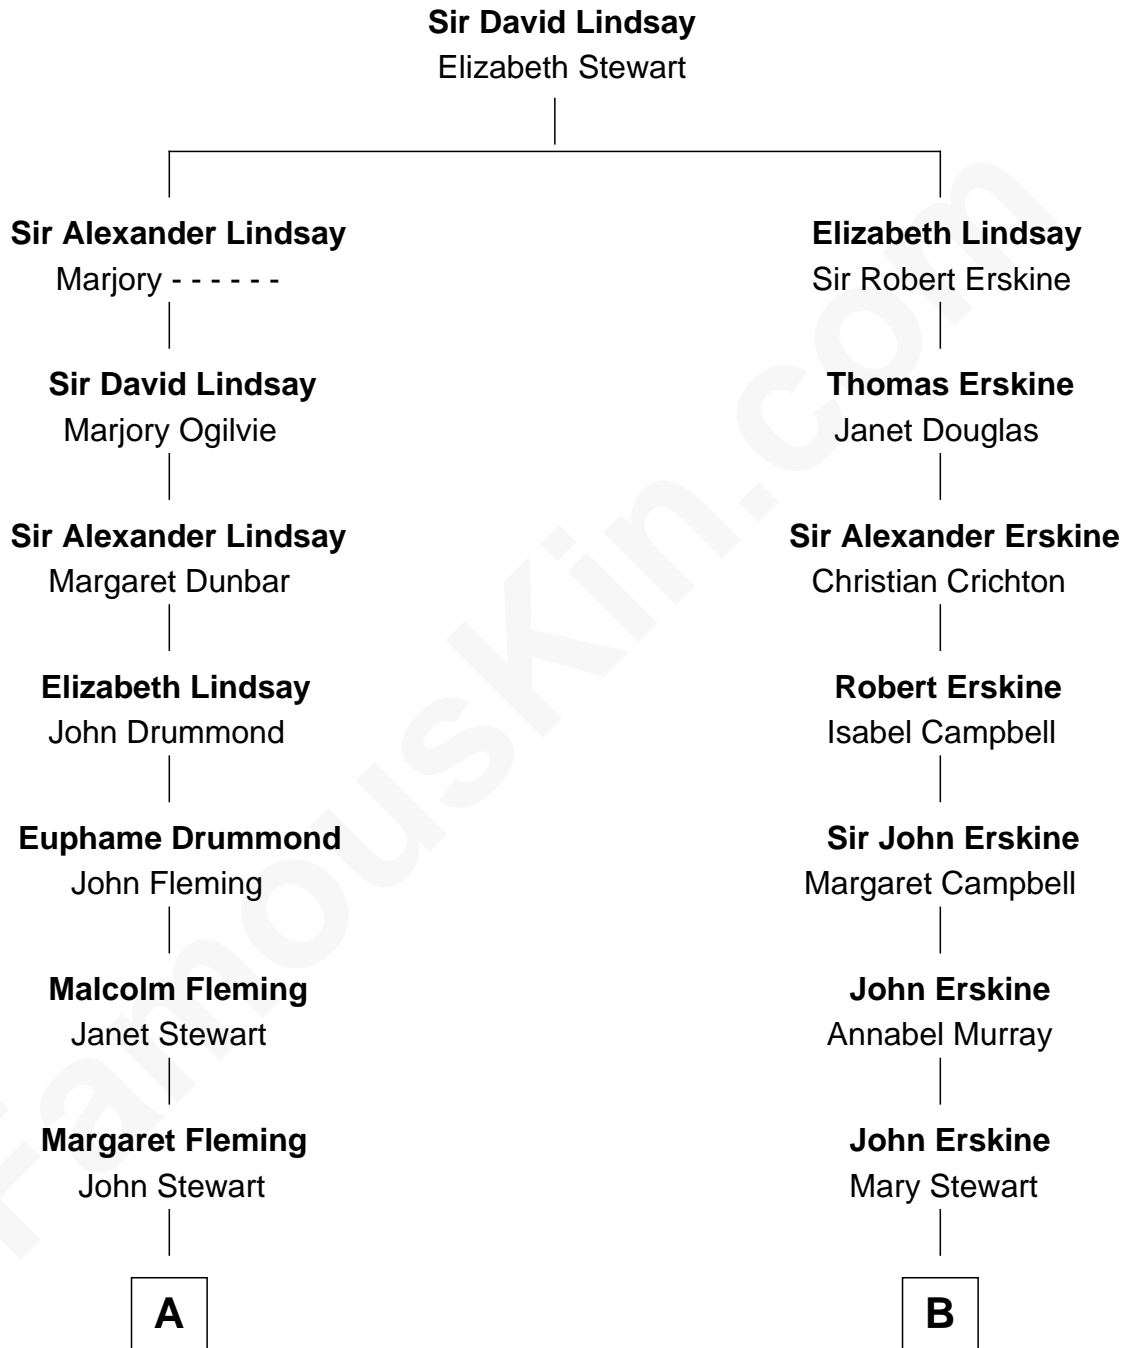 Sir David Lindsay
Elizabeth Stewart
Sir Alexander Lindsay
Marjory - - - - - -
Elizabeth Lindsay
Sir Robert Erskine
Sir David Lindsay
Marjory Ogilvie
Thomas Erskine
Janet Douglas
Sir Alexander Lindsay
Margaret Dunbar
Sir Alexander Erskine
Christian Crichton
Elizabeth Lindsay
John Drummond
Robert Erskine
Isabel Campbell
Euphame Drummond
John Fleming
Sir John Erskine
Margaret Campbell
Malcolm Fleming
Janet Stewart
John Erskine
Annabel Murray
Margaret Fleming
John Stewart
John Erskine
Mary Stewart
A
B
FamousKin.com